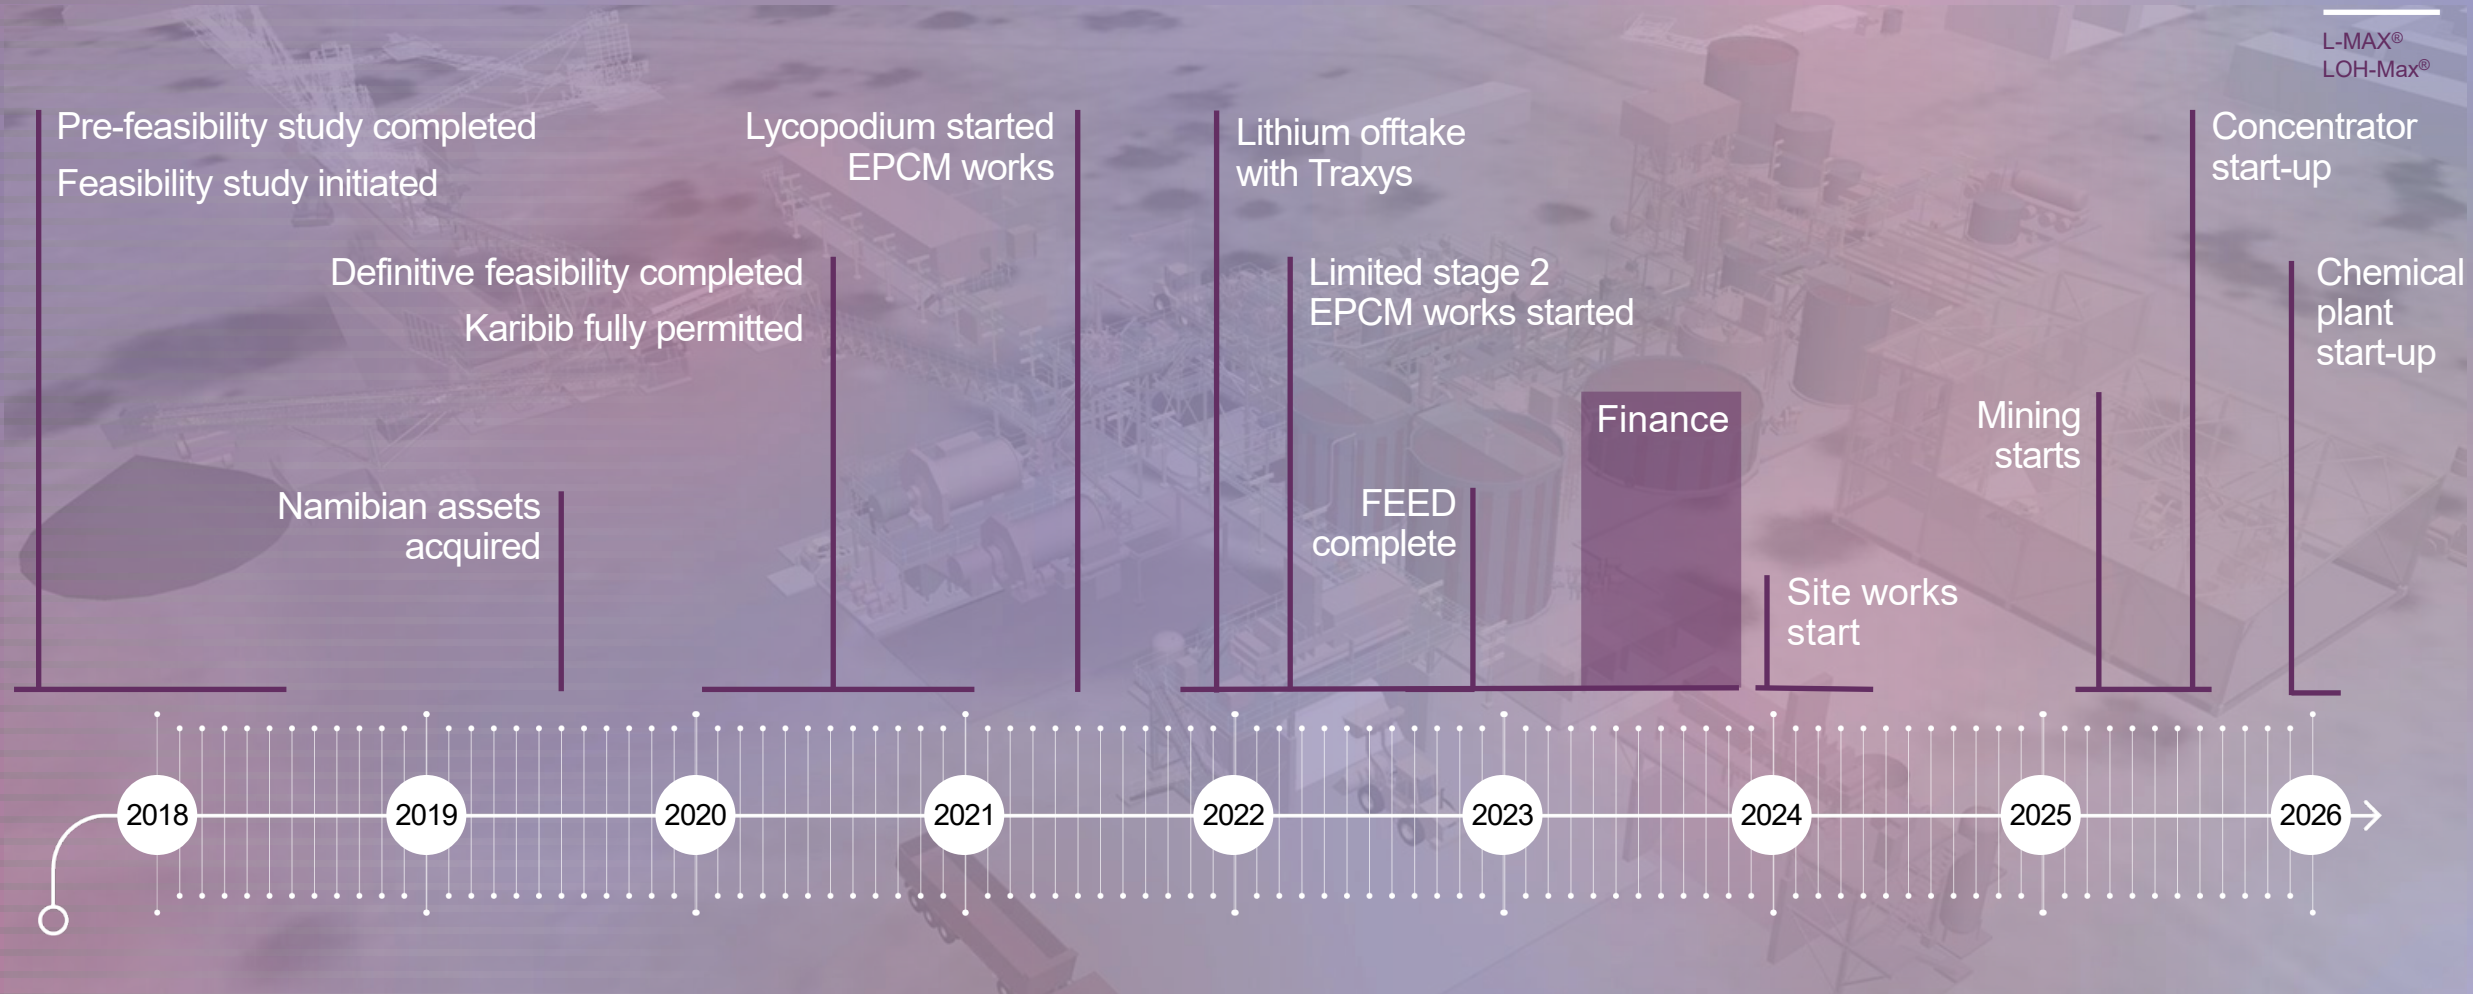 L-MAX®
LOH-Max®
Pre-feasibility study completed
Feasibility study initiated
Lycopodium started
EPCM works
Lithium offtake
with Traxys
Concentrator
start-up
Definitive feasibility completed
Karibib fully permitted
Limited stage 2
EPCM works started
Chemical
plant
start-up
Finance
Mining
starts
Namibian assets
acquired
FEED
complete
Site works
start
2018
2019
2020
2021
2022
2023
2024
2025
2026